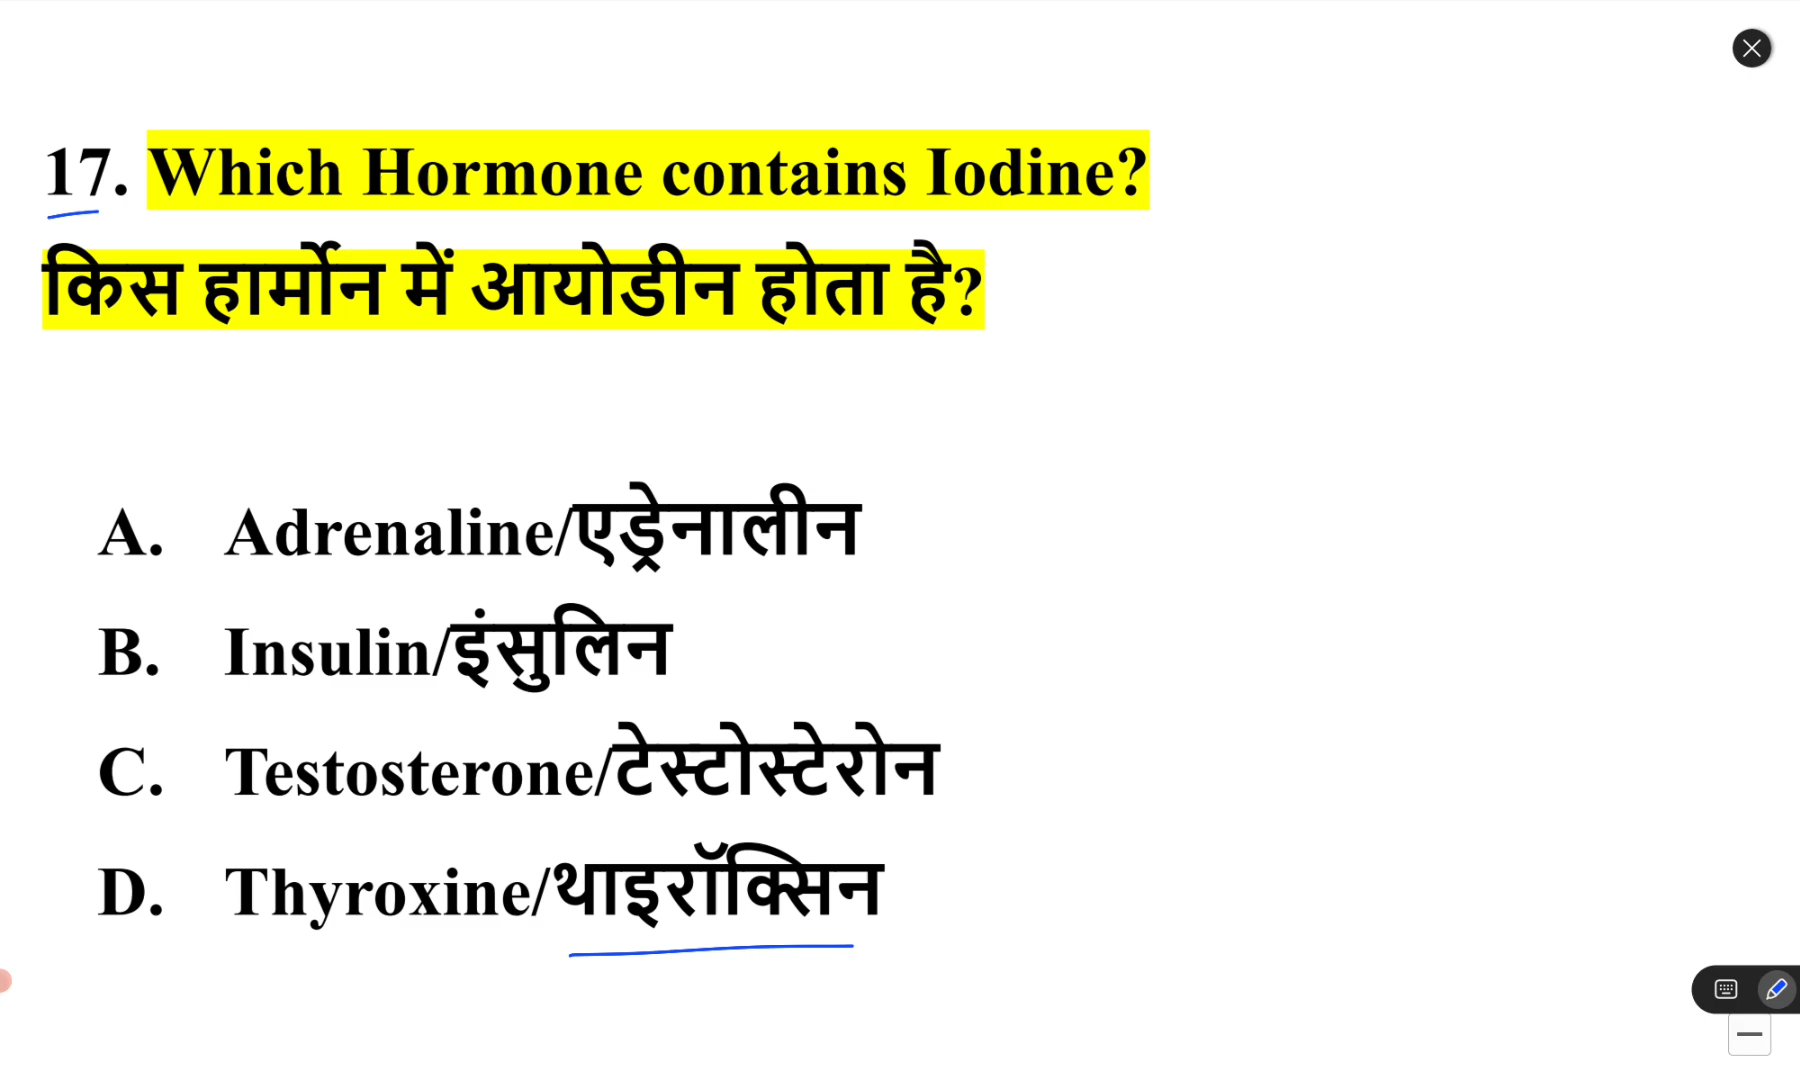 17. Which Hormone contains Iodine?
किस हार्मोन में आयोडीन होता है?
A. Adrenaline/एड्रेनालीन
B. Insulin/इंसुलिन
C. Testosterone/टेस्टोस्टेरोन
D. Thyroxine/थाइरॉक्सिन